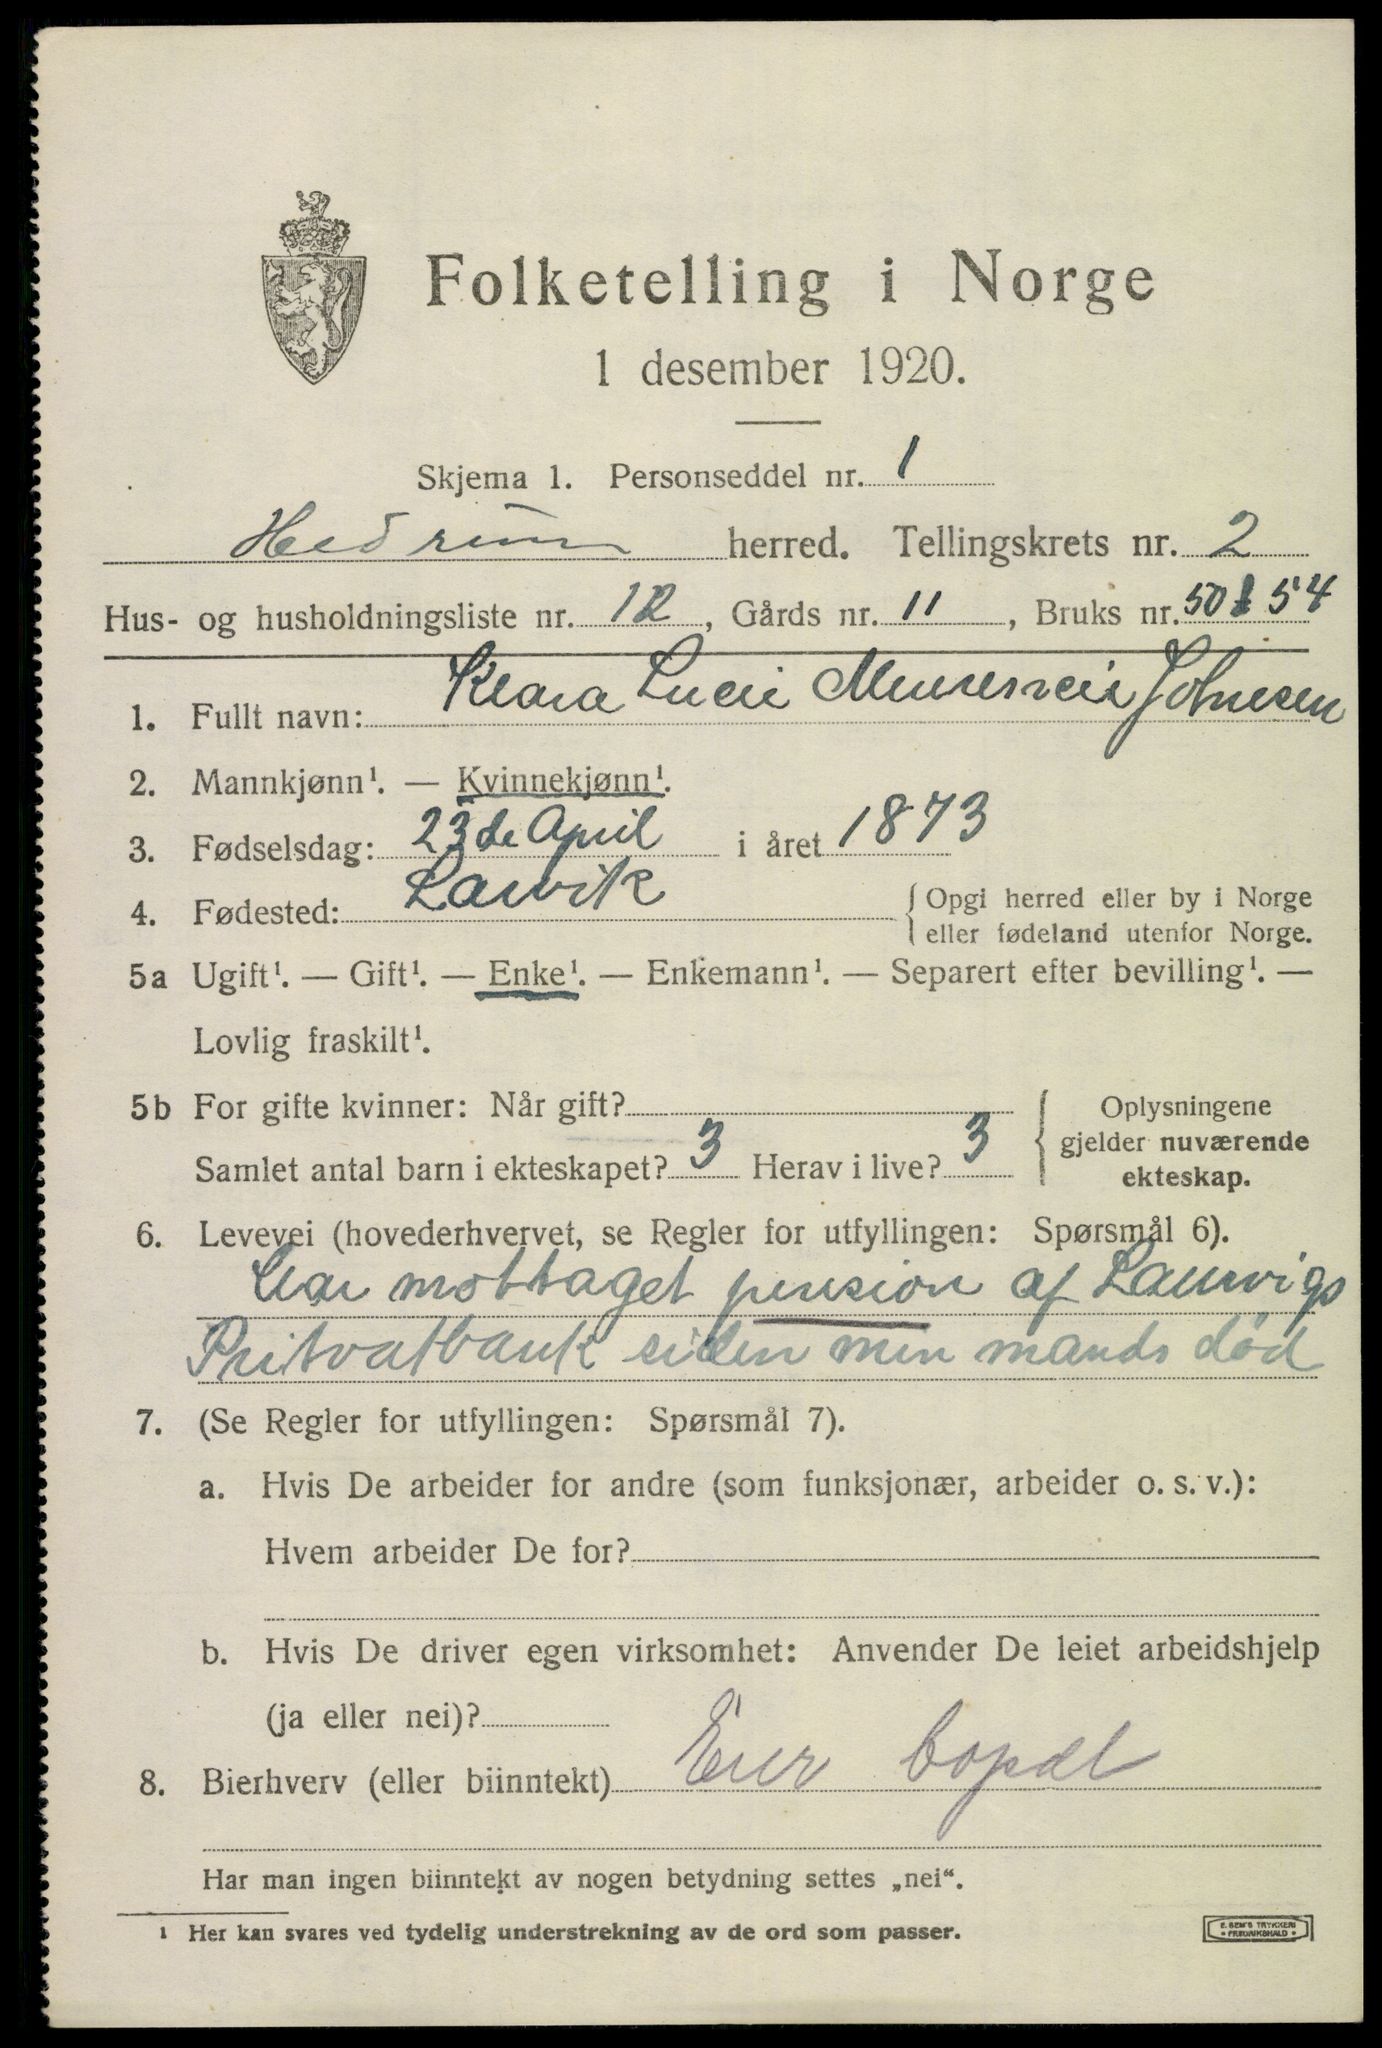 Folketelling i Norge
1 desember 1920.
Skjema 1. Personseddel nr. 1
Hedrum herred. Tellingskrets nr. 2
Hus- og husholdningsliste nr. 12, Gårds nr. 11, Bruks nr. 50 & 54
1. Fullt navn: Klara Lucie Johnesen
2. Mannkjønn¹. — Kvinnekjønn¹.
3. Fødselsdag: 23de April i året 1873
4. Fødested: Larvik { Opgi herred eller by i Norge
eller fødeland utenfor Norge.
5a Ugift¹. — Gift¹. — Enke¹. — Enkemann¹. — Separert efter bevilling¹. —
Lovlig fraskilt¹.
5b For gifte kvinner: Når gift?
Samlet antal barn i ekteskapet? 3 Herav i live? 3
{ Oplysningene
gjelder nuværende
ekteskap.
6. Levevei (hovederhvervet, se Regler for utfyllingen: Spørsmål 6).
Har mottaget pension af Laurvigs
Pritvatbank siden min mands død
7. (Se Regler for utfyllingen: Spørsmål 7).
a. Hvis De arbeider for andre (som funksjonær, arbeider o. s. v.):
Hvem arbeider De for?
b. Hvis De driver egen virksomhet: Anvender De leiet arbeidshjelp
(ja eller nei)?
8. Bierhverv (eller biinntekt) Eier
Har man ingen biinntekt av nogen betydning settes „nei“.
¹ Her kan svares ved tydelig understrekning av de ord som passer.
E. SEM'S TRYKKERI
* FREDRIKSHALD *